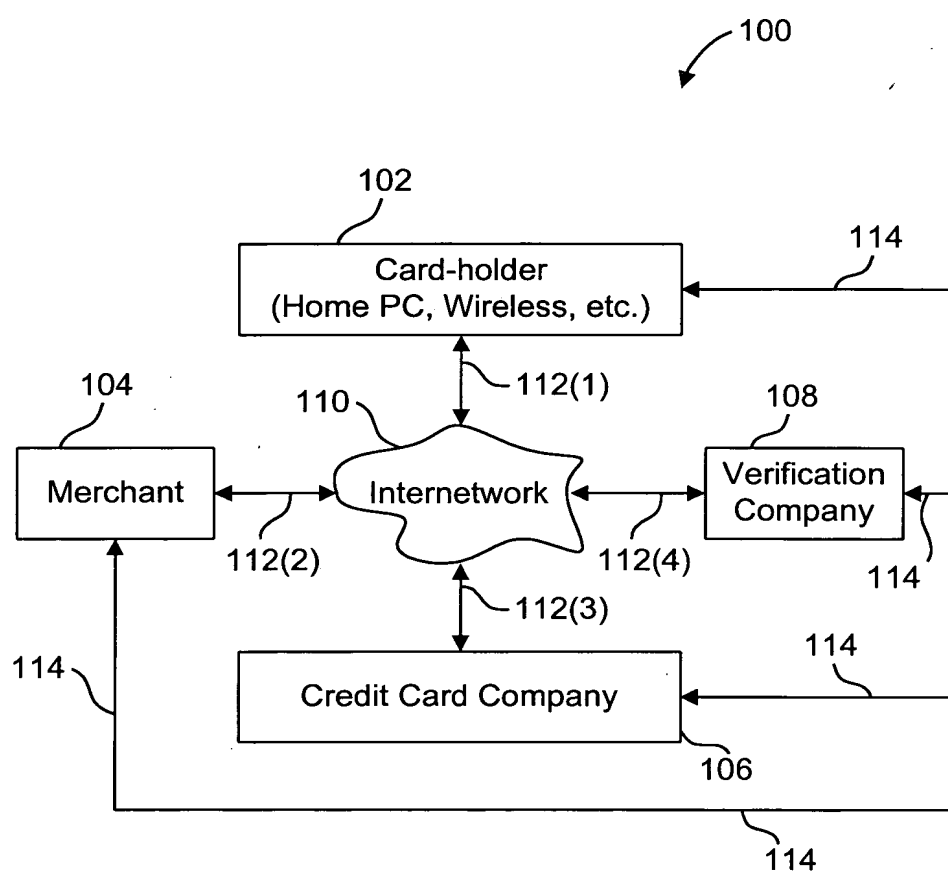 100
102
114
Card-holder
(Home PC, Wireless, etc.)
112(1)
104
110
108
Merchant
Internetwork
Verification
Company
112(2)
112(4)
114
112(3)
114
114
Credit Card Company
106
114